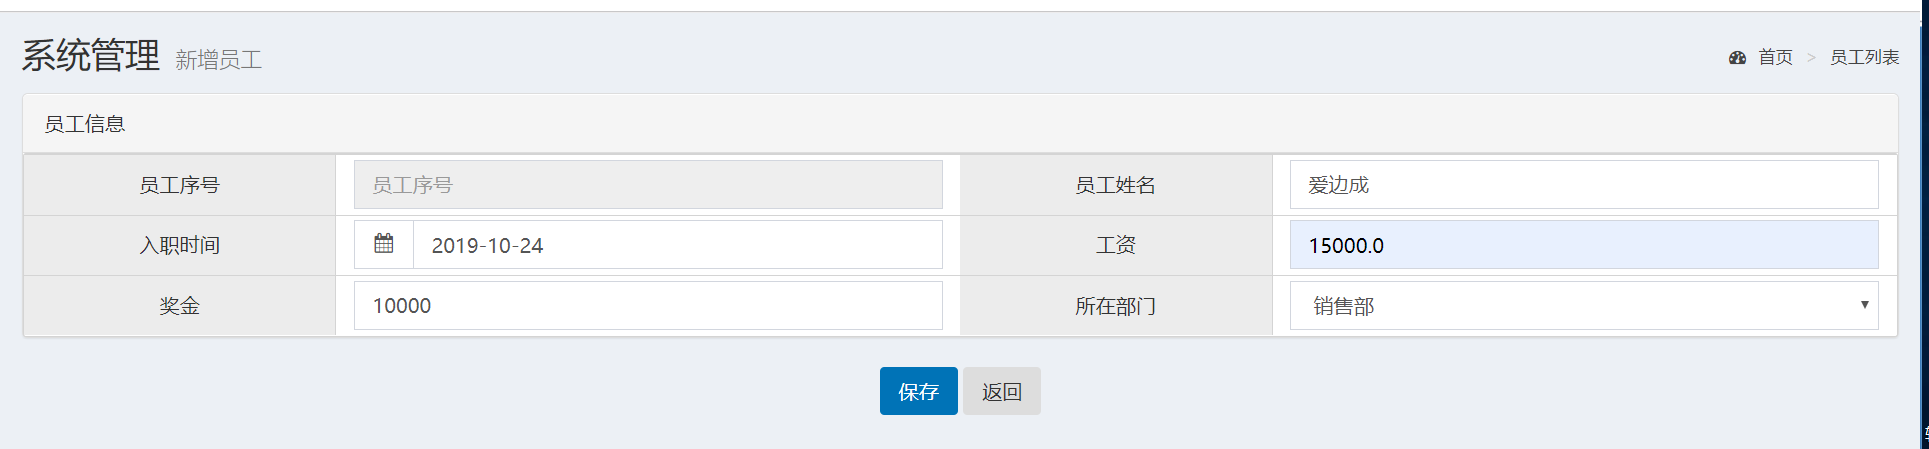 系统管理 新增员工
首页 > 员工列表
员工信息
员工序号 员工序号 员工姓名 爱边成
入职时间 2019-10-24 工资 15000.0
奖金 10000 所在部门 销售部
保存 返回